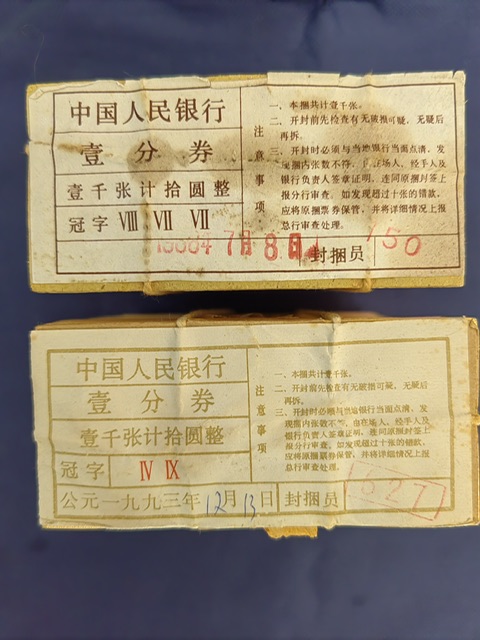 中国人民银行
壹分券
壹千张计拾圆整
冠字 Ⅷ Ⅶ Ⅶ
7月8日
封捆员
150
注意事项
一、本捆共计壹千张。
二、开封前先检查有无破损可疑，无疑后
再拆。
三、开封时必须与当地银行当面点清，发
现捆内张数不符，由在场人、经手人及
银行负责人签章证明，连同原捆封签上
报分行审查。如发现超过十张的错款，
应将原捆票券保管，并将详细情况上报
总行审查处理。
中国人民银行
壹分券
壹千张计拾圆整
冠字 Ⅳ Ⅸ
公元一九九三年12月13日
封捆员
527
注意事项
一、本捆共计壹千张。
二、开封前先检查有无破损可疑，无疑后
再拆。
三、开封时必须与当地银行当面点清，发
现捆内张数不符，由在场人、经手人及
银行负责人签章证明，连同原捆封签上
报分行审查。如发现超过十张的错款，
应将原捆票券保管，并将详细情况上报
总行审查处理。